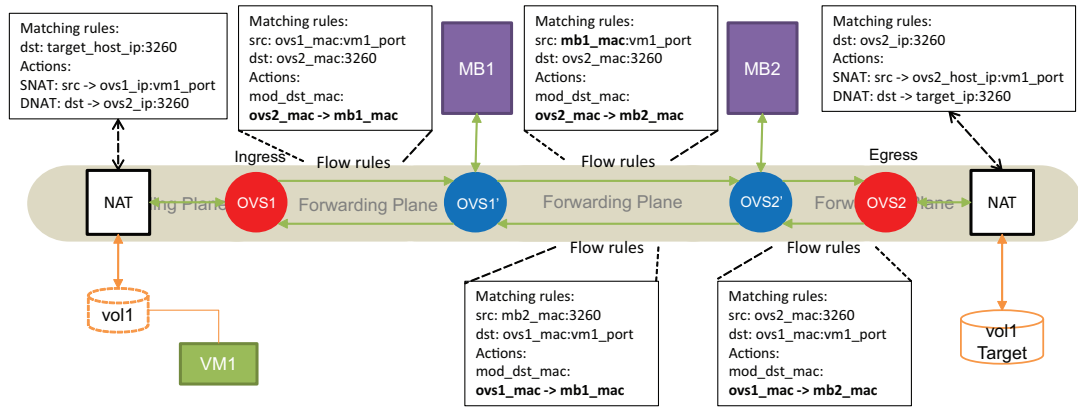 Matching rules:
dst: target_host_ip:3260
Actions:
SNAT: src -> ovs1_ip:vm1_port
DNAT: dst -> ovs2_ip:3260
Matching rules:
src: ovs1_mac:vm1_port
dst: ovs2_mac:3260
Actions:
mod_dst_mac:
ovs2_mac -> mb1_mac
MB1
Matching rules:
src: mb1_mac:vm1_port
dst: ovs2_mac:3260
Actions:
mod_dst_mac:
ovs2_mac -> mb2_mac
MB2
Matching rules:
dst: ovs2_ip:3260
Actions:
SNAT: src -> ovs2_host_ip:vm1_port
DNAT: dst -> target_ip:3260
Ingress
Flow rules
Flow rules
Egress
NAT
ing Plane
OVS1
Forwarding Plane
OVS1'
Forwarding Plane
OVS2'
Forw
OVS2
Plane
NAT
Flow rules
Flow rules
Matching rules:
src: mb2_mac:3260
dst: ovs1_mac:vm1_port
Actions:
mod_dst_mac:
ovs1_mac -> mb1_mac
Matching rules:
src: ovs2_mac:3260
dst: ovs1_mac:vm1_port
Actions:
mod_dst_mac:
ovs1_mac -> mb2_mac
vol1
VM1
vol1
Target